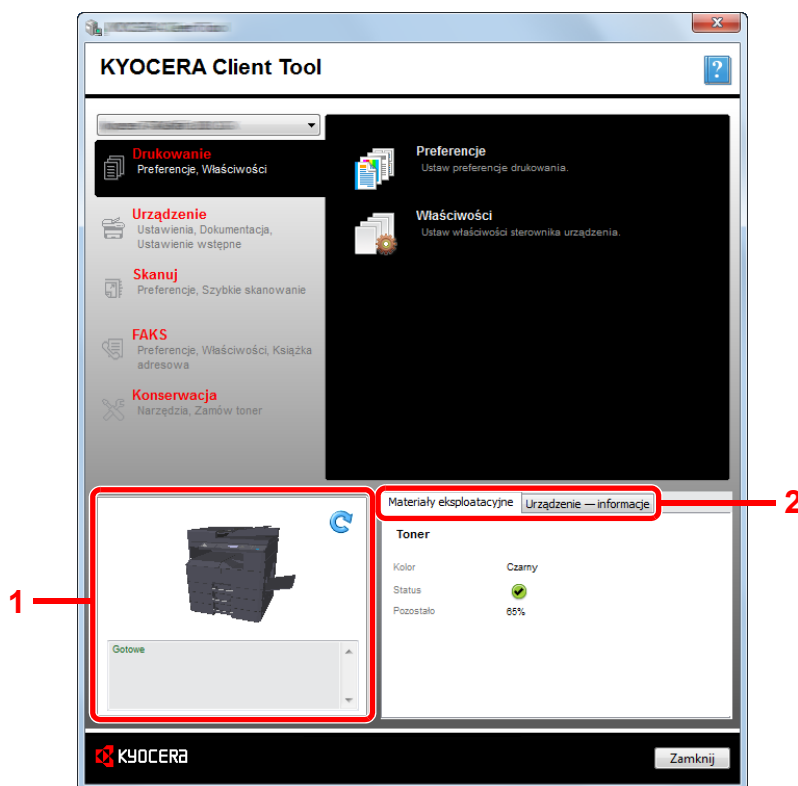 KYOCERA Client Tool
?
Drukowanie
Preferencje, Właściwości
Urządzenie
Ustawienia, Dokumentacja,
Ustawienie wstępne
Skanuj
Preferencje, Szybkie skanowanie
FAKS
Preferencje, Właściwości, Książka
adresowa
Konserwacja
Narzędzia, Zamów toner
Preferencje
Ustaw preferencje drukowania.
Właściwości
Ustaw właściwości sterownika urządzenia.
1
Gotowe
Materiały eksploatacyjne Urządzenie — informacje
2
Toner
Kolor Czarny
Status
Pozostało 65%
KYOCERA
Zamknij